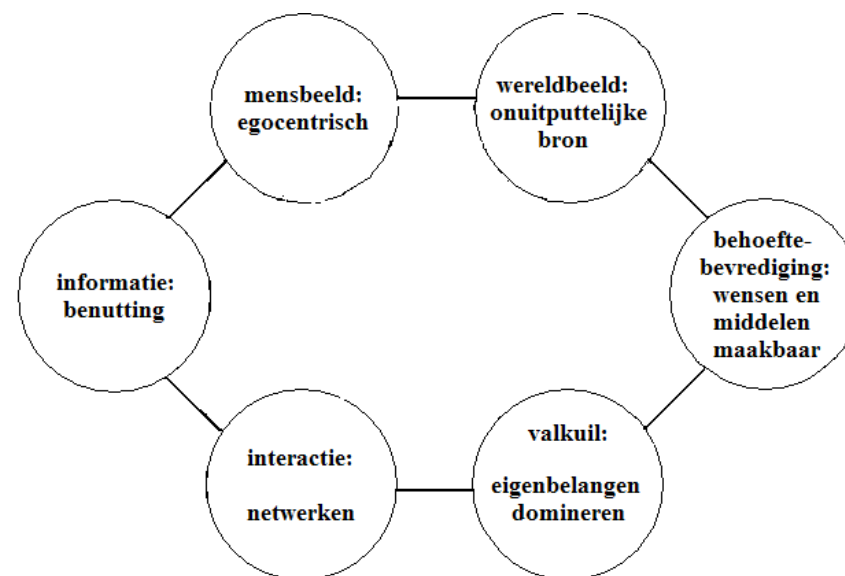 mensbeeld:
egocentrisch
wereldbeeld:
onuitputtelijke
bron
behoefte-
bevrediging:
wensen en
middelen
maakbaar
informatie:
benutting
interactie:
netwerken
valkuil:
eigenbelangen
domineren